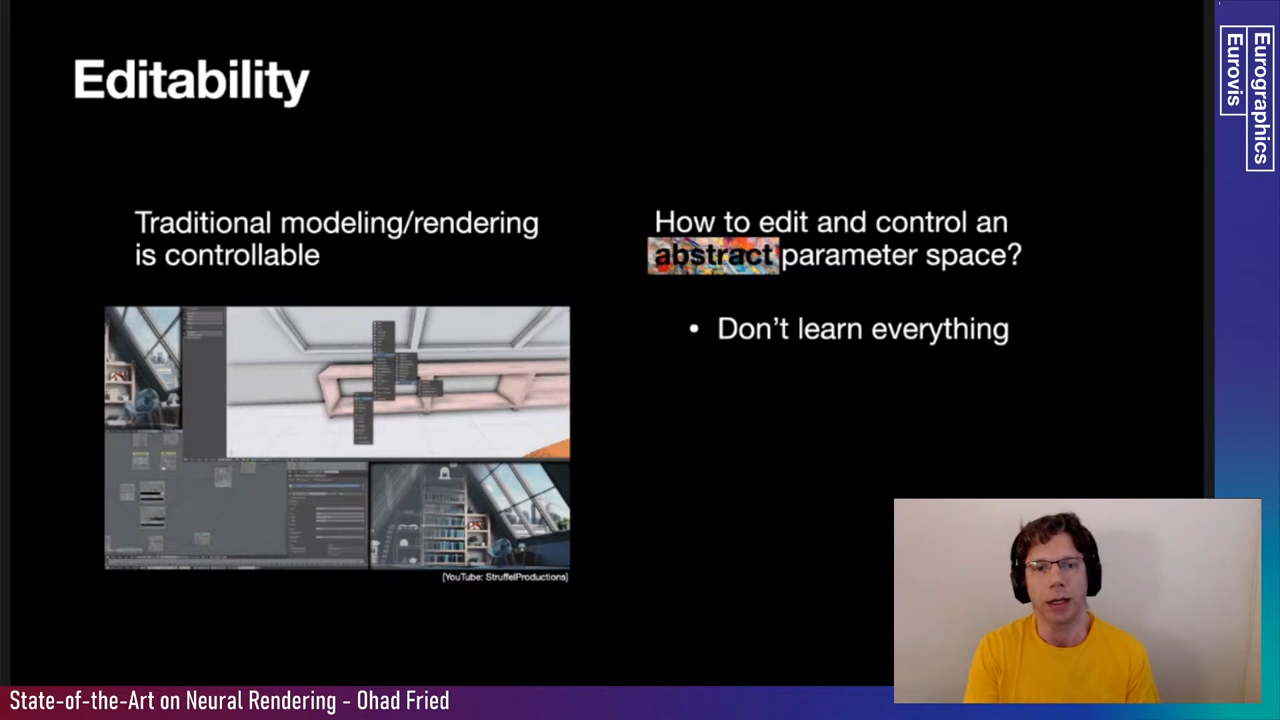 Editability
Traditional modeling/rendering
is controllable
How to edit and control an
abstract parameter space?
• Don't learn everything
[YouTube: StruffelProductions]
Eurographics
Eurovis
State-of-the-Art on Neural Rendering - Ohad Fried